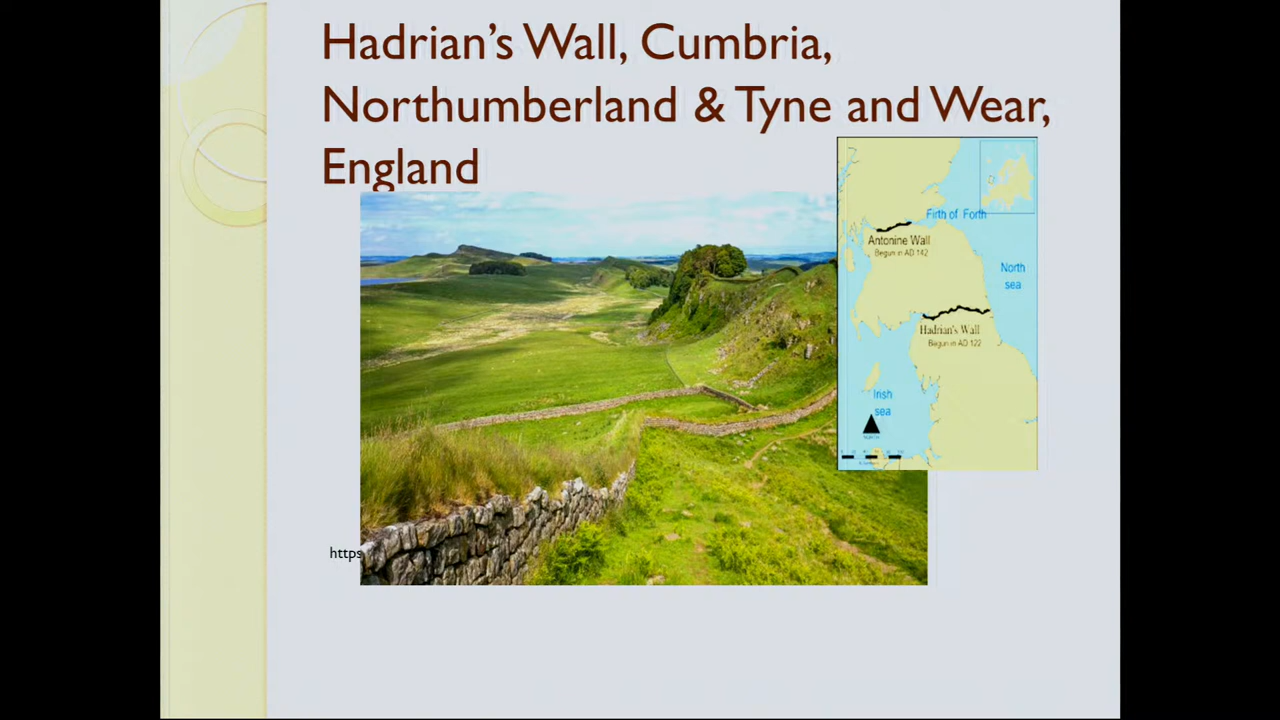 Hadrian's Wall, Cumbria,
Northumberland & Tyne and Wear,
England
Firth of Forth
Antonine Wall
Begun in AD 142
North
sea
Hadrian's Wall
Begun in AD 122
Irish
sea
https